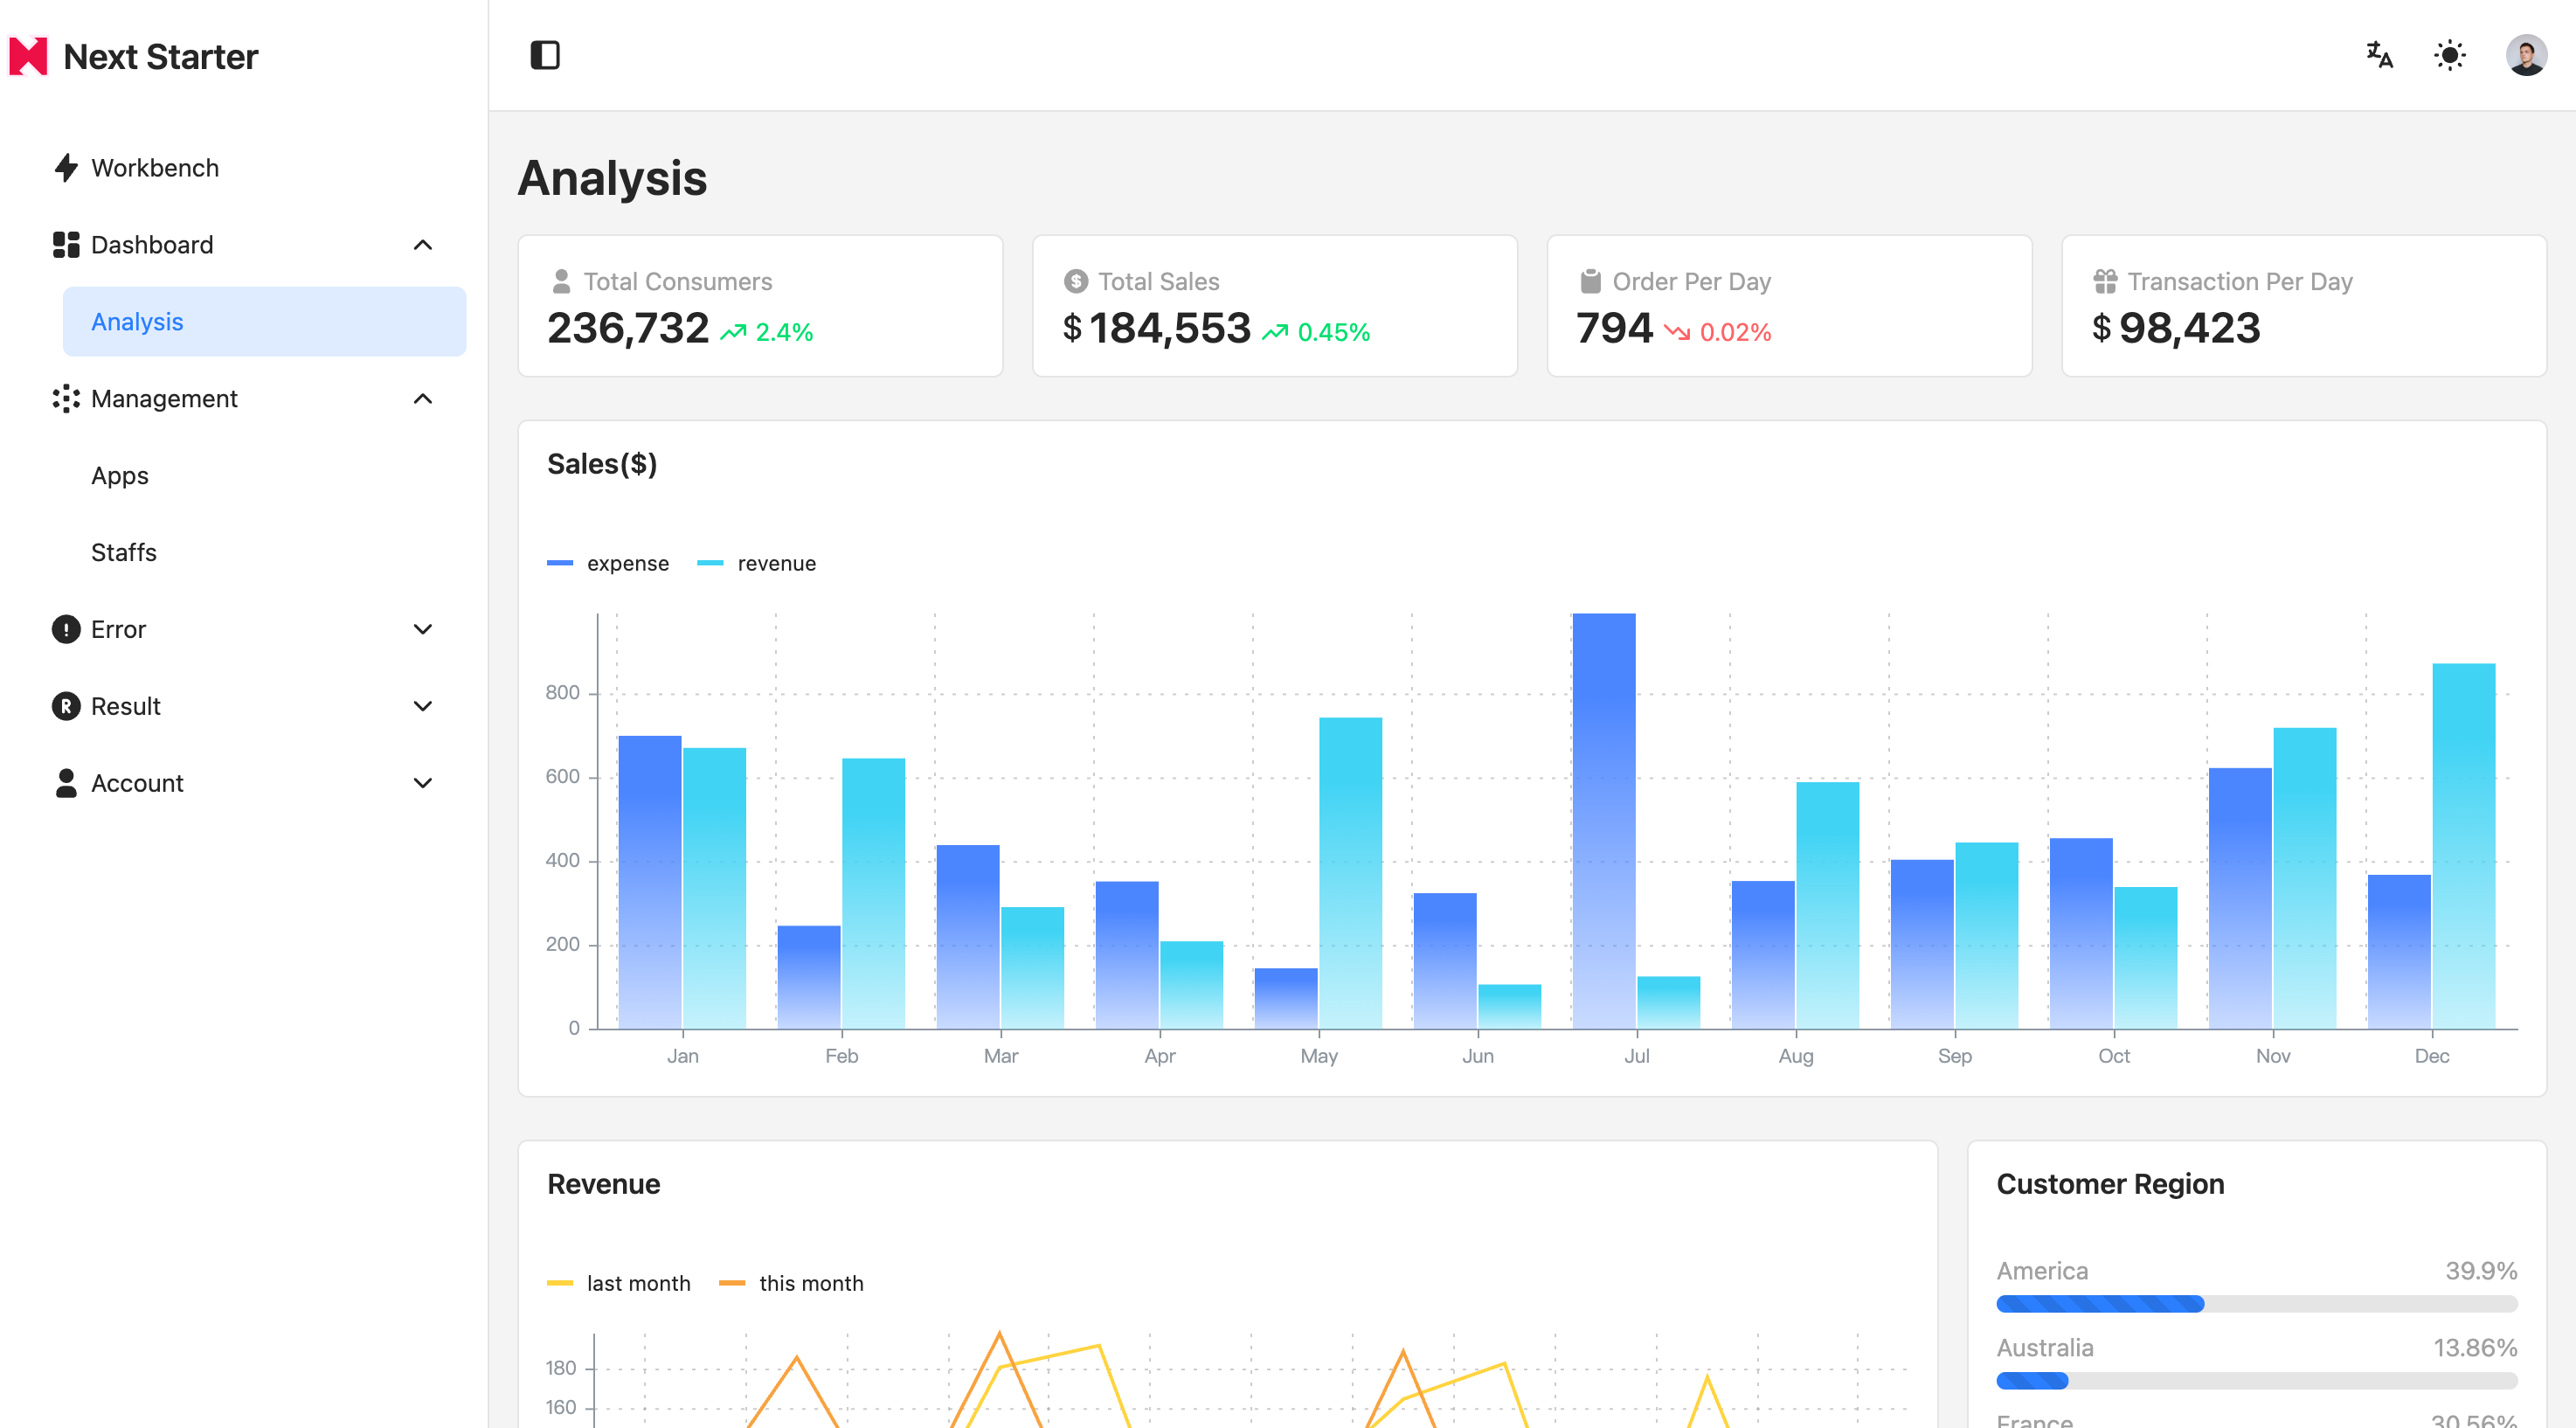 Next Starter
Workbench
Dashboard
Analysis
Management
Apps
Staffs
Error
Result
Account
Analysis
Total Consumers
236,732 2.4%
Total Sales
$ 184,553 0.45%
Order Per Day
794 0.02%
Transaction Per Day
$ 98,423
Sales($)
expense revenue
800
600
400
200
0
Jan Feb Mar Apr May Jun Jul Aug Sep Oct Nov Dec
Revenue
last month this month
180
160
Customer Region
America 39.9%
Australia 13.86%
France 30.56%